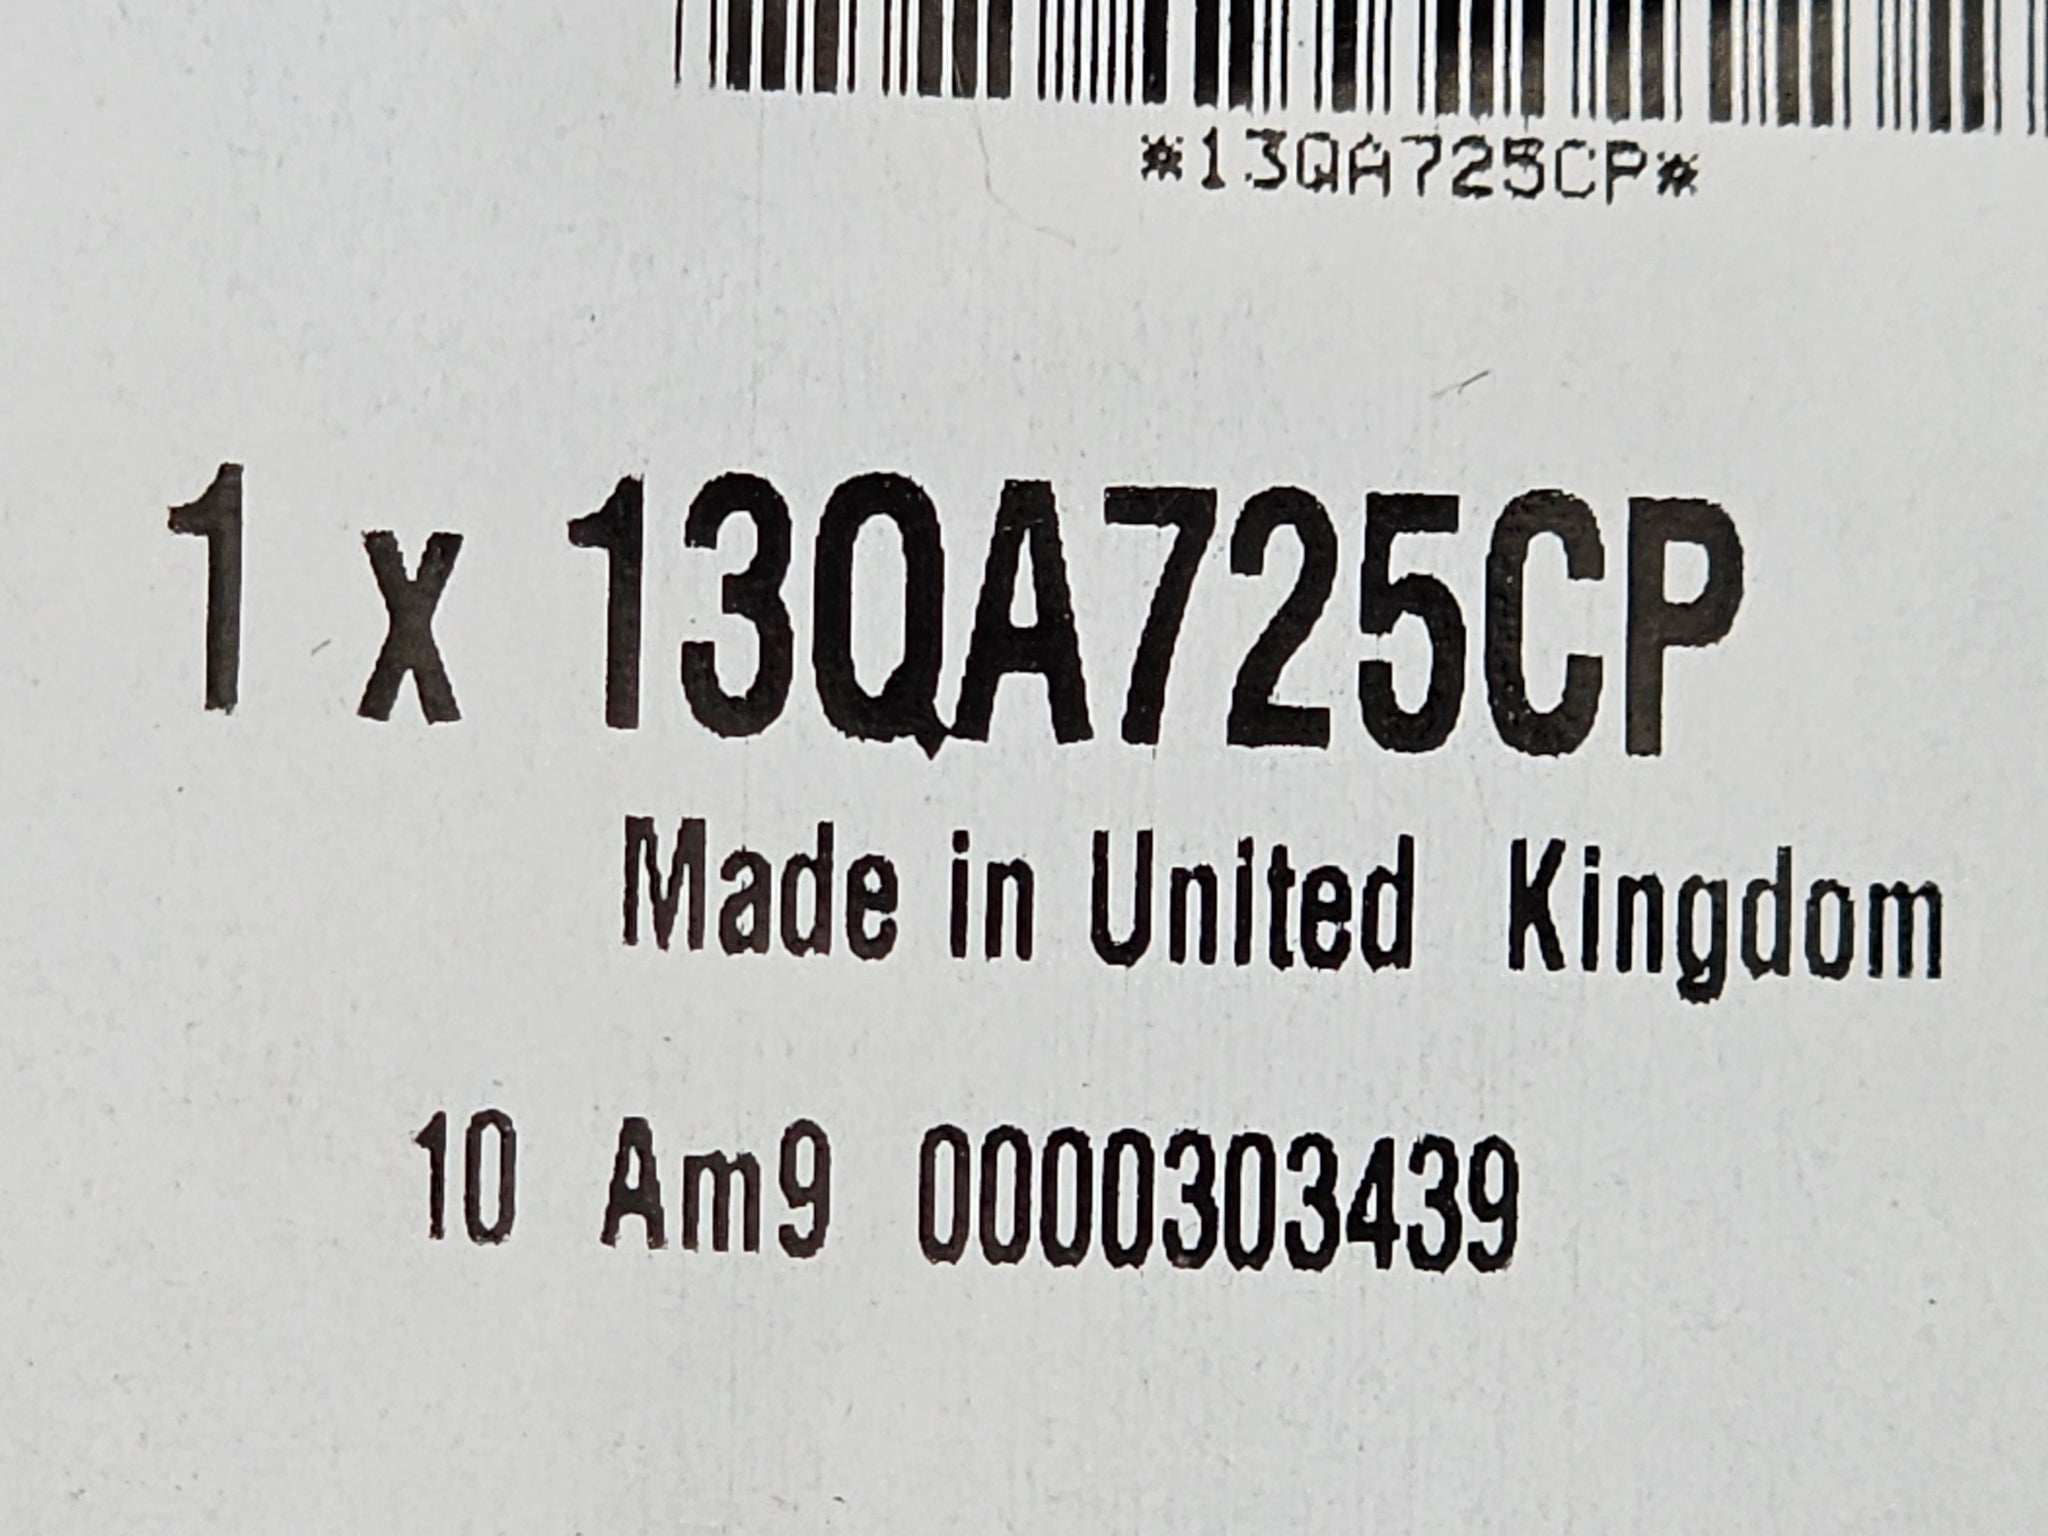 *13QA725CP*
1 x 13QA725CP
Made in United Kingdom
10 Am9 0000303439